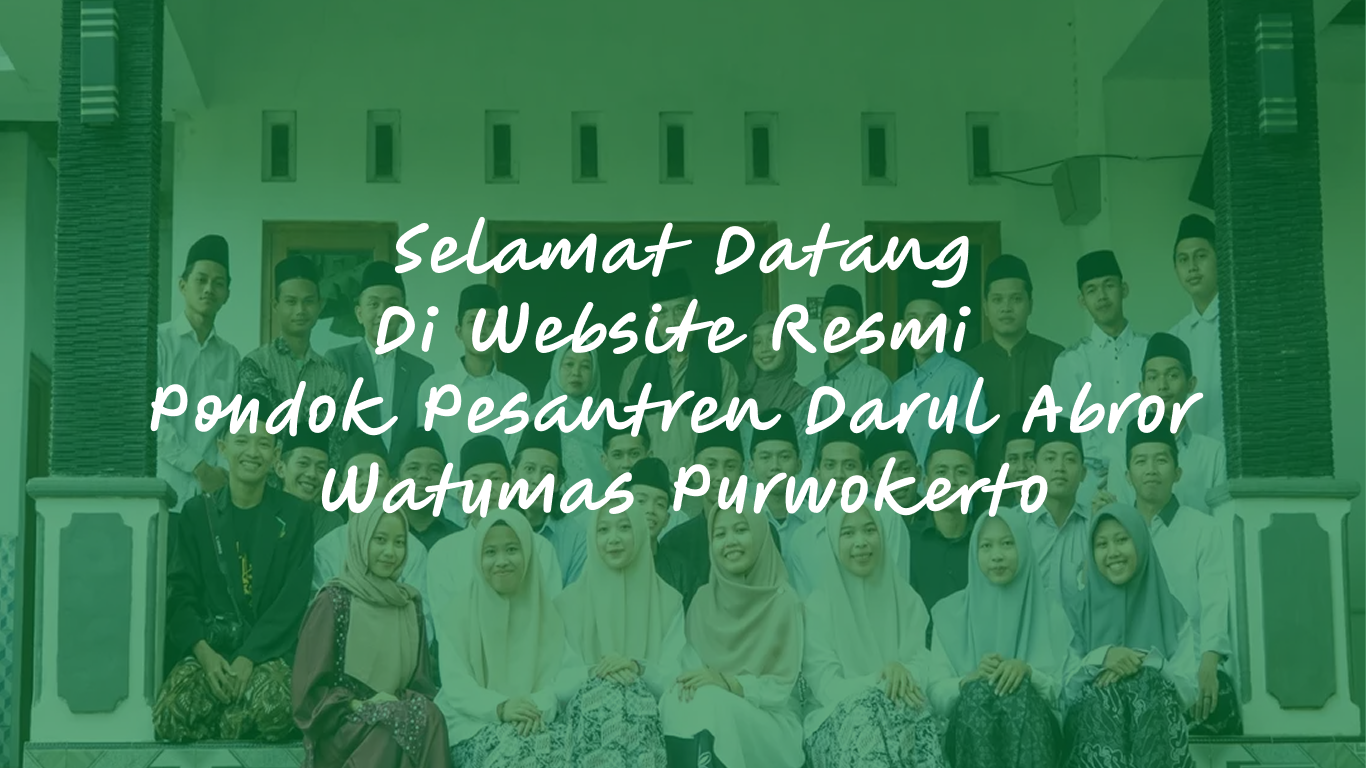 Selamat Datang
Di Website Resmi
Pondok Pesantren Darul Abror
Watumas Purwokerto